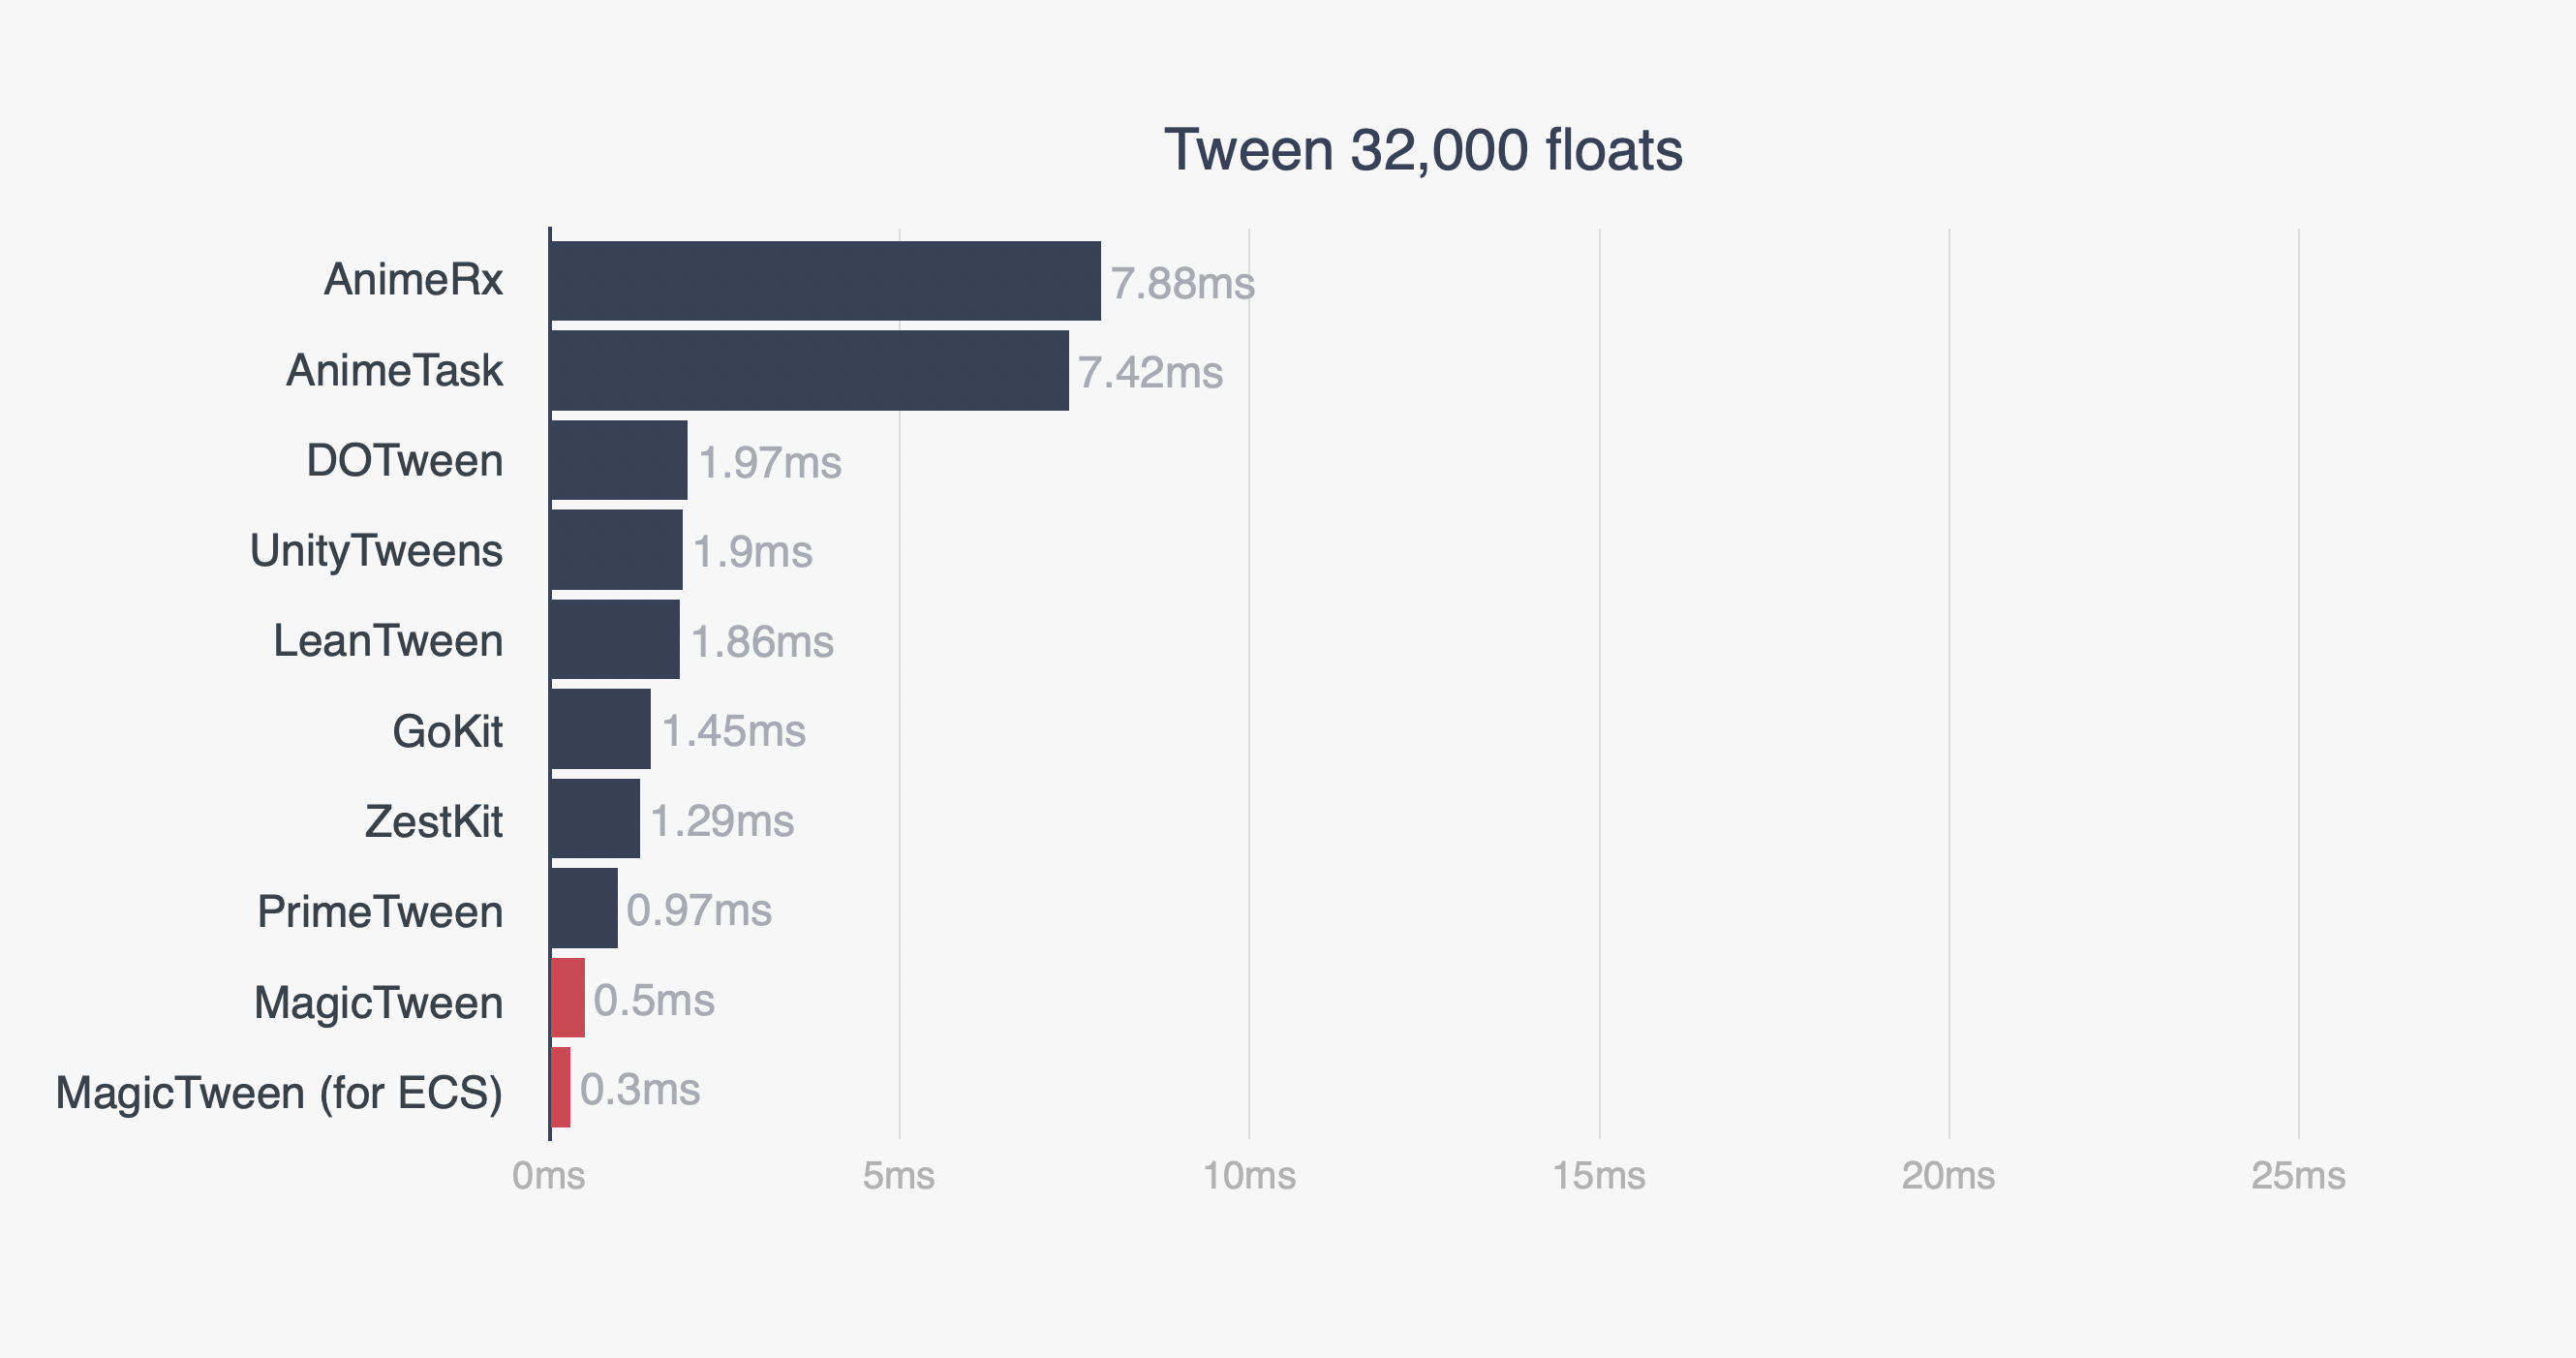 Tween 32,000 floats
AnimeRx 7.88ms
AnimeTask 7.42ms
DOTween 1.97ms
UnityTweens 1.9ms
LeanTween 1.86ms
GoKit 1.45ms
ZestKit 1.29ms
PrimeTween 0.97ms
MagicTween 0.5ms
MagicTween (for ECS) 0.3ms
0ms 5ms 10ms 15ms 20ms 25ms